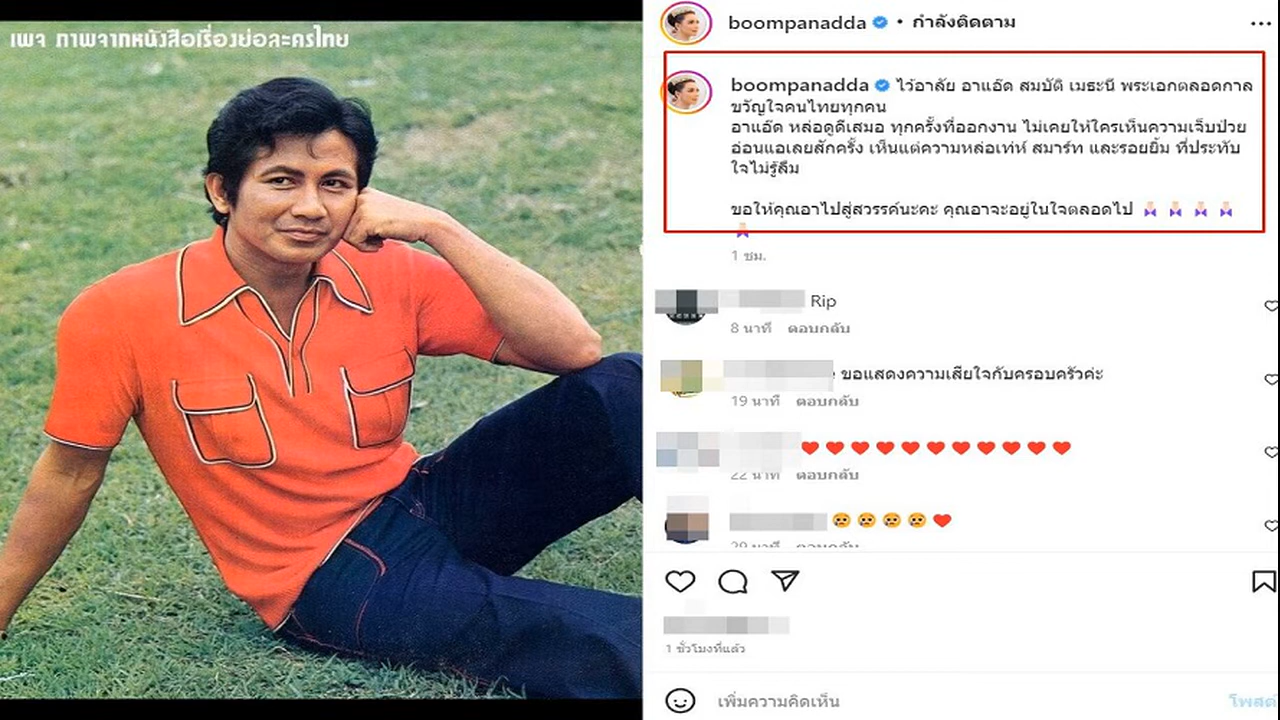 เพจ ภาพจากหนังสือเรื่องย่อละครไทย
boompanadda • กำลังติดตาม
boompanadda ไว้อาลัย อาแอ๊ด สมบัติ เมธะนี พระเอกตลอดกาล
ขวัญใจคนไทยทุกคน
อาแอ๊ด หล่อดูดีเสมอ ทุกครั้งที่ออกงาน ไม่เคยให้ใครเห็นความเจ็บป่วย
อ่อนแอเลยสักครั้ง เห็นแต่ความหล่อเท่ห์ สมาร์ท และรอยยิ้ม ที่ประทับ
ใจไม่รู้ลืม
ขอให้คุณอาไปสู่สวรรค์นะคะ คุณอาจะอยู่ในใจตลอดไป
1 ชม.
Rip
8 นาที ตอบกลับ
ขอแสดงความเสียใจกับครอบครัวค่ะ
19 นาที ตอบกลับ
22 นาที ตอบกลับ
29 นาที ตอบกลับ
1 ชั่วโมงที่แล้ว
เพิ่มความคิดเห็น
โพสต์